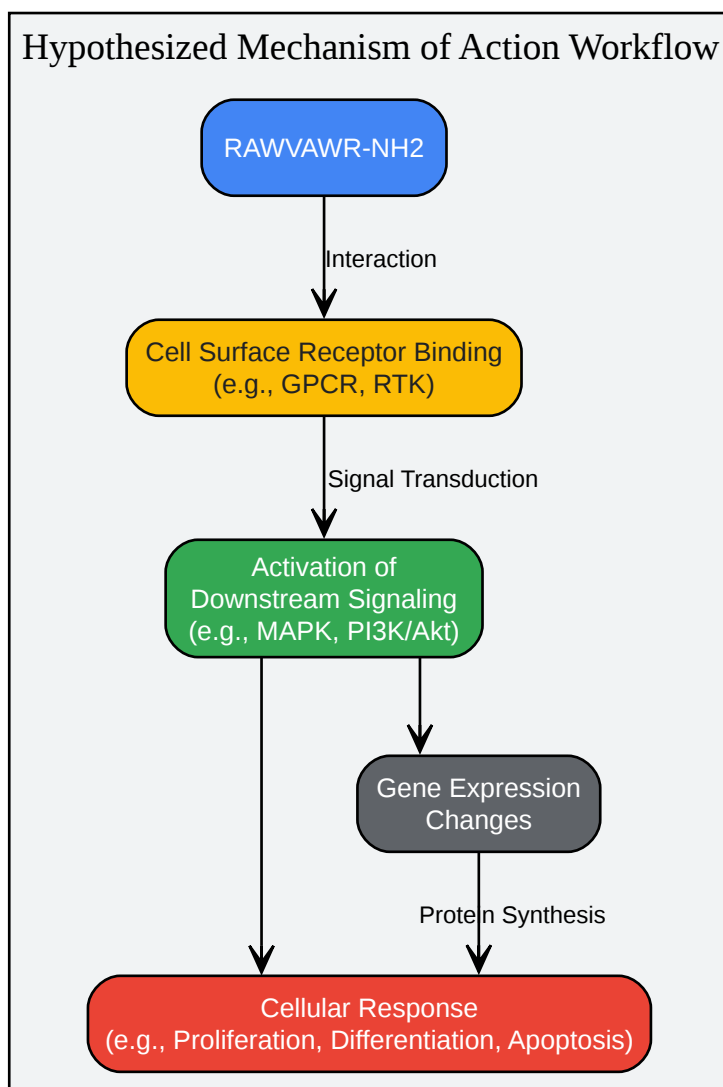 Hypothesized Mechanism of Action Workflow
RAWVAWR-NH2
Interaction
Cell Surface Receptor Binding
(e.g., GPCR, RTK)
Signal Transduction
Activation of
Downstream Signaling
(e.g., MAPK, PI3K/Akt)
Gene Expression
Changes
Protein Synthesis
Cellular Response
(e.g., Proliferation, Differentiation, Apoptosis)